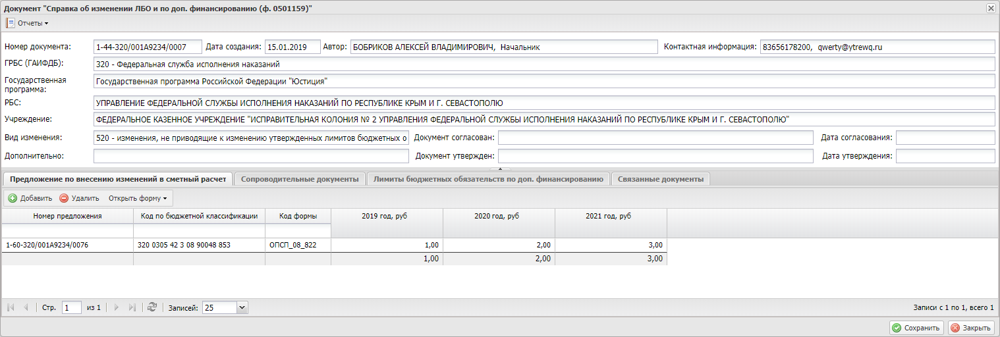 Документ "Справка об изменении ЛБО и по доп. финансированию (ф. 0501159)"
Отчеты
Номер документа: 1-44-320/001А9234/0007 Дата создания: 15.01.2019 Автор: БОБРИКОВ АЛЕКСЕЙ ВЛАДИМИРОВИЧ, Начальник Контактная информация: 83656178200, qwerty@ytrewq.ru
ГРБС (ГАИФДБ): 320 - Федеральная служба исполнения наказаний
Государственная
программа: Государственная программа Российской Федерации "Юстиция"
РБС: УПРАВЛЕНИЕ ФЕДЕРАЛЬНОЙ СЛУЖБЫ ИСПОЛНЕНИЯ НАКАЗАНИЙ ПО РЕСПУБЛИКЕ КРЫМ И Г. СЕВАСТОПОЛЮ
Учреждение: ФЕДЕРАЛЬНОЕ КАЗЕННОЕ УЧРЕЖДЕНИЕ "ИСПРАВИТЕЛЬНАЯ КОЛОНИЯ № 2 УПРАВЛЕНИЯ ФЕДЕРАЛЬНОЙ СЛУЖБЫ ИСПОЛНЕНИЯ НАКАЗАНИЙ ПО РЕСПУБЛИКЕ КРЫМ И Г. СЕВАСТОПОЛЮ"
Вид изменения: 520 - изменения, не приводящие к изменению утвержденных лимитов бюджетных о Документ согласован: Дата согласования:
Дополнительно: Документ утвержден: Дата утверждения:
Предложение по внесению изменений в сметный расчет Сопроводительные документы Лимиты бюджетных обязательств по доп. финансированию Связанные документы
Добавить Удалить Открыть форму
Номер предложения Код по бюджетной классификации Код формы 2019 год, руб 2020 год, руб 2021 год, руб
1-60-320/001А9234/0076 320 0305 42 3 08 90048 853 ОПСП_08_822 1,00 2,00 3,00
1,00 2,00 3,00
Стр. 1 из 1 Записей: 25 Записи с 1 по 1, всего 1
Сохранить Закрыть